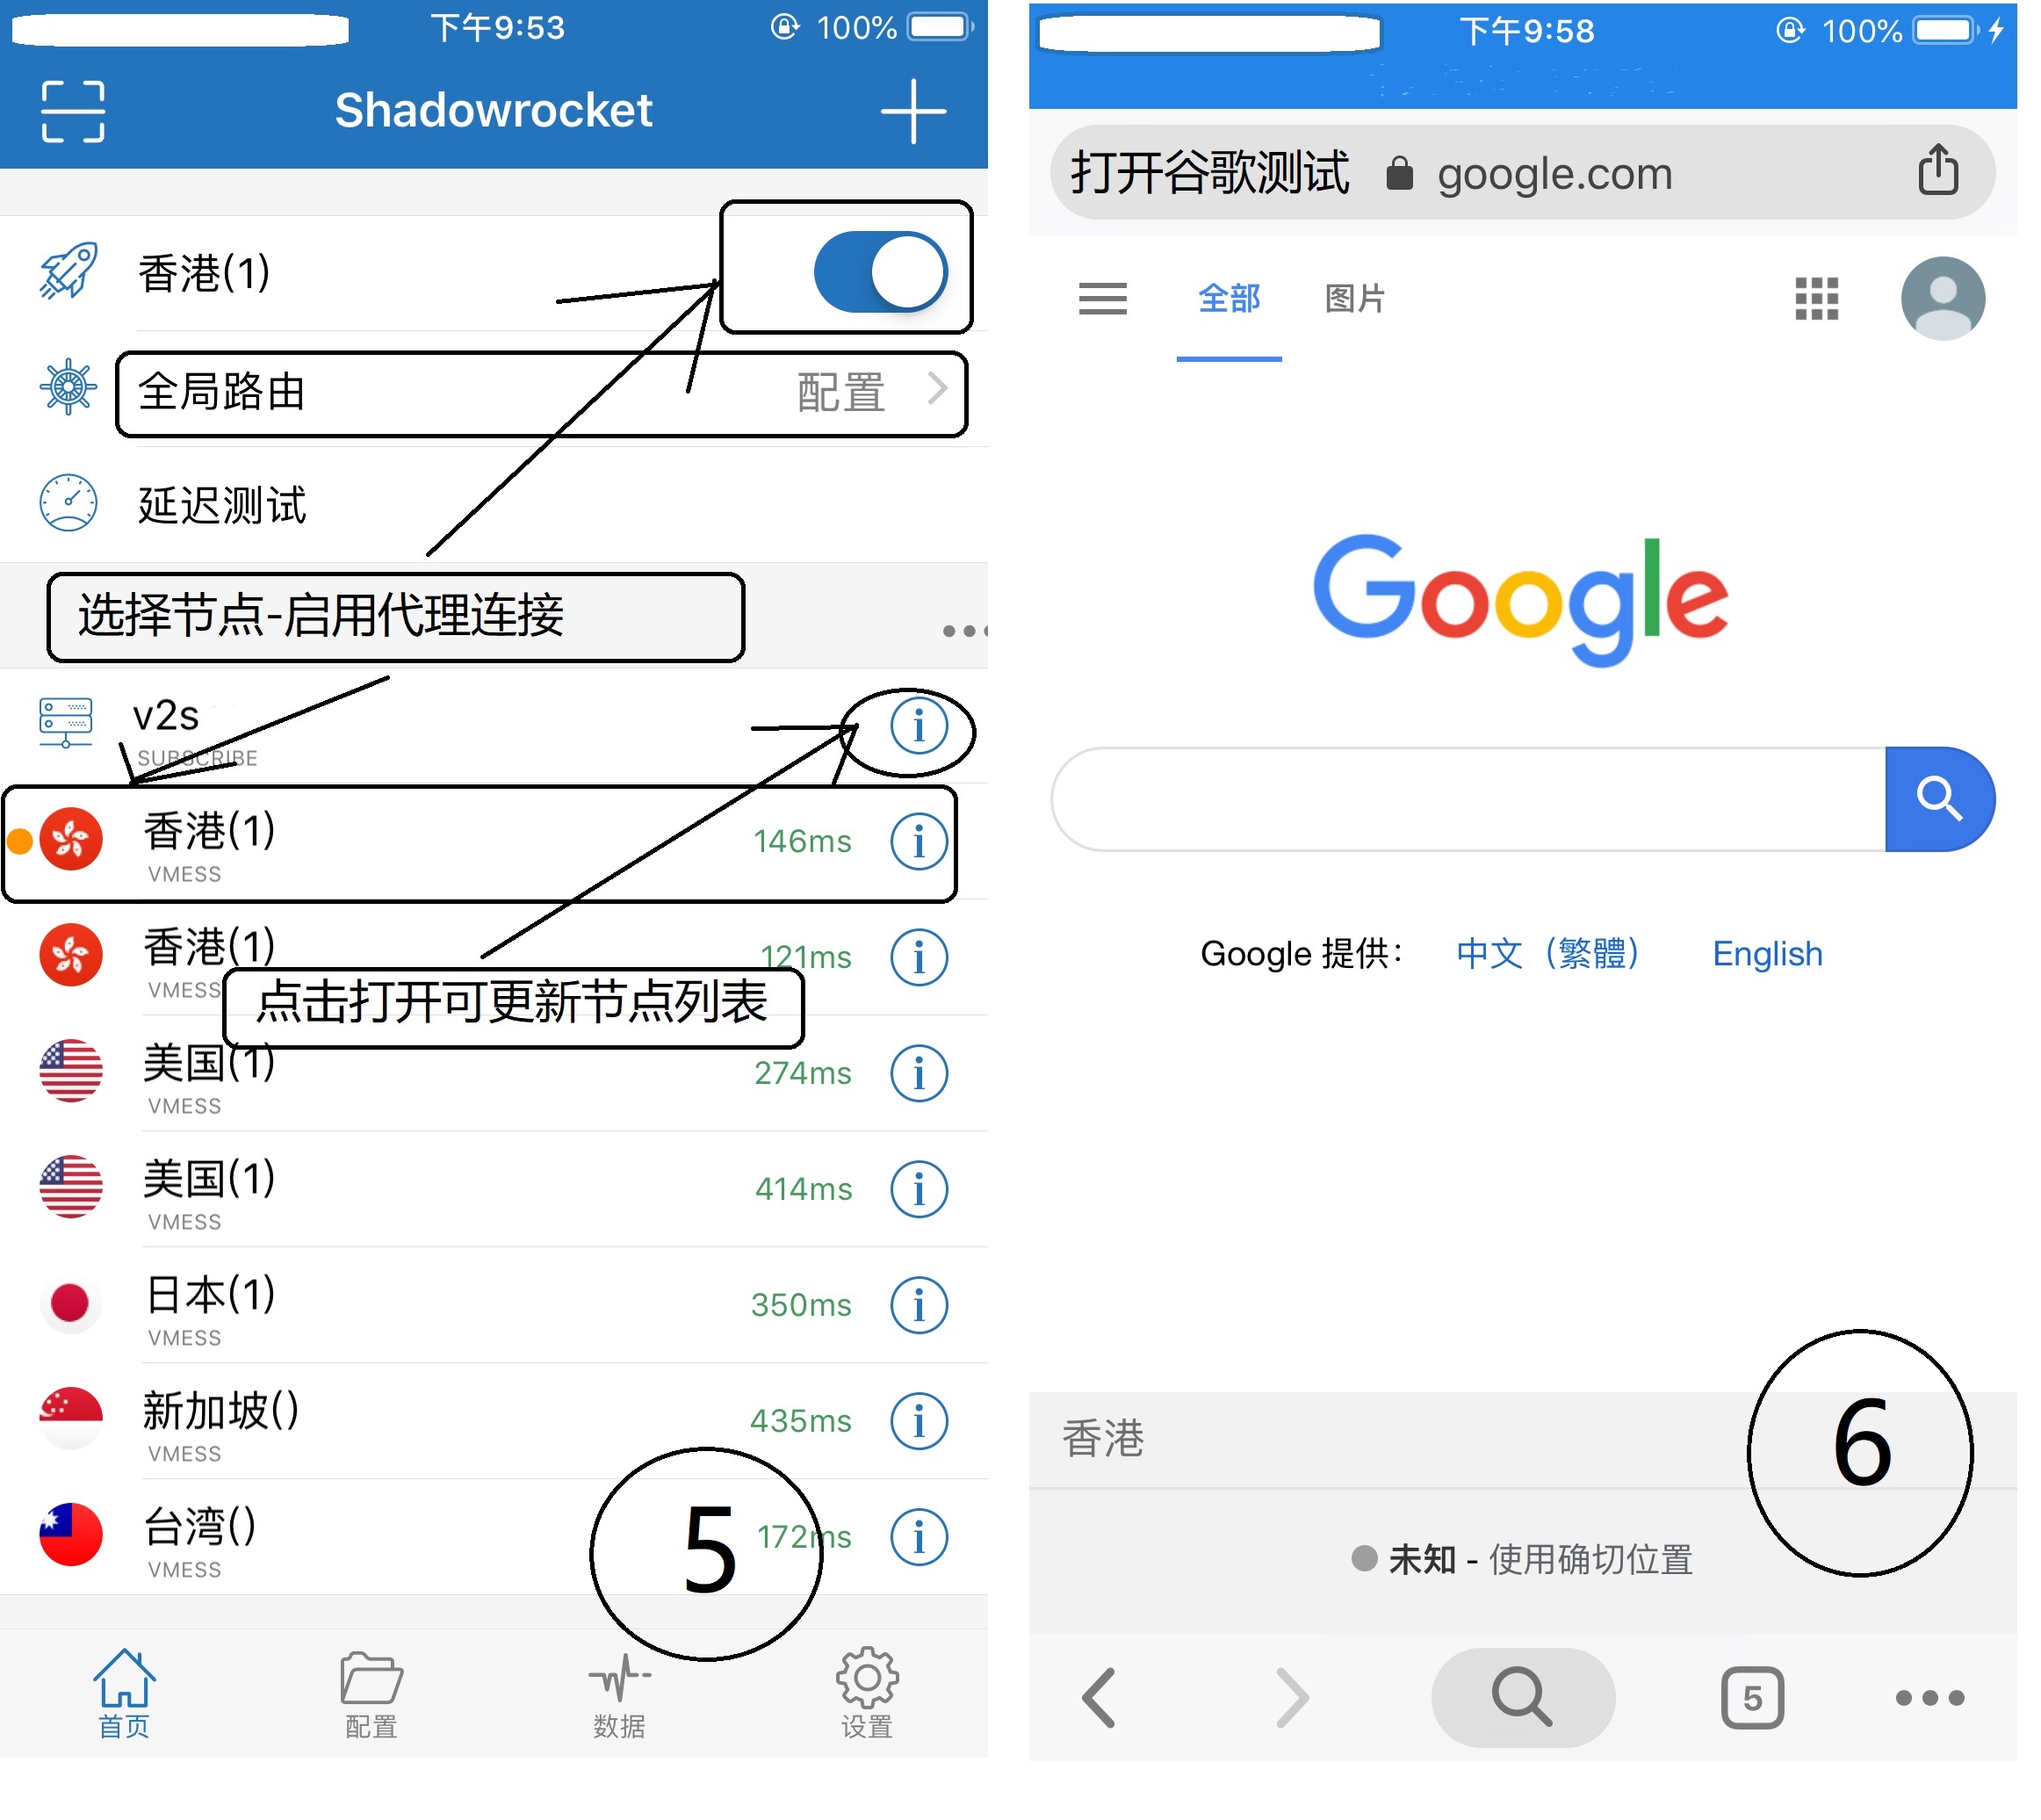 下午9:53
100%
Shadowrocket
香港(1)
全局路由
配置
延迟测试
选择节点-启用代理连接
v2s
SUBSCRIBE
香港(1)
146ms
VMESS
香港(1)
121ms
VMESS
点击打开可更新节点列表
美国(1)
274ms
VMESS
美国(1)
414ms
VMESS
日本(1)
350ms
VMESS
新加坡()
435ms
VMESS
台湾()
172ms
VMESS
5
首页
配置
数据
设置
下午9:58
100%
打开谷歌测试
google.com
全部
图片
Google
Google 提供：
中文（繁體）
English
香港
6
未知 - 使用确切位置
5